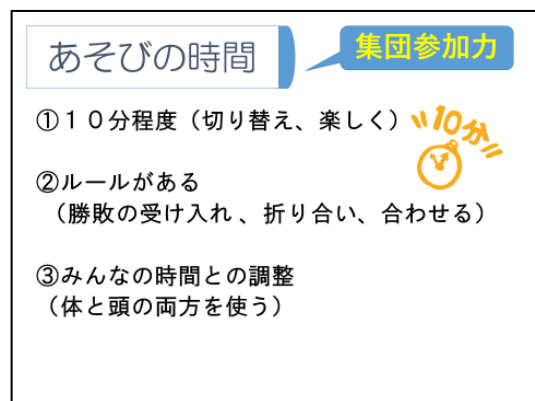 あそびの時間
集団参加力
①１０分程度（切り替え、楽しく）
10分
②ルールがある
（勝敗の受け入れ、折り合い、合わせる）
③みんなの時間との調整
（体と頭の両方を使う）